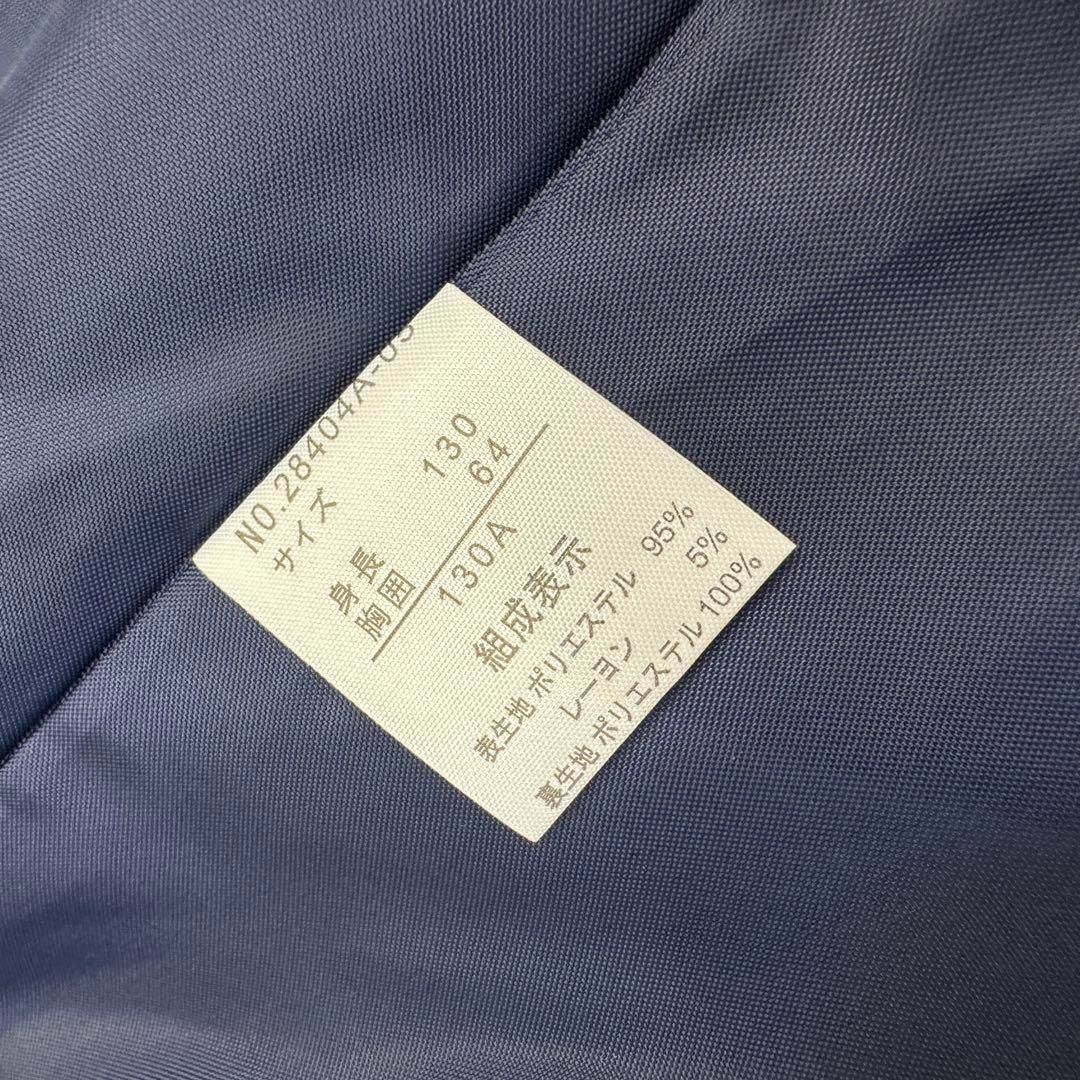 NO.28404A-03
サイズ
身長 130
胸囲 64
130A
組成表示
表生地 ポリエステル 95%
レーヨン 5%
裏生地 ポリエステル 100%